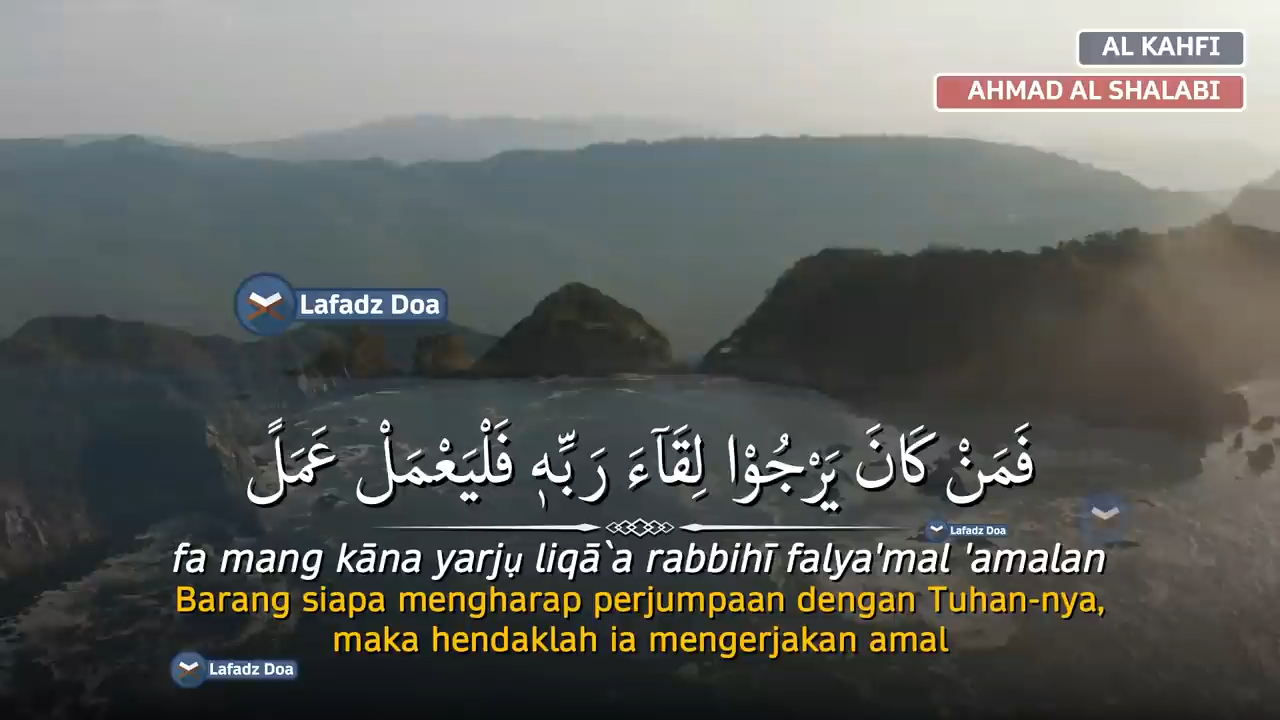 AL KAHFI
AHMAD AL SHALABI
Lafadz Doa
فَمَنْ كَانَ يَرْجُوْا لِقَآءَ رَبِّهٖ فَلْيَعْمَلْ عَمَلً
Lafadz Doa
fa mang kāna yarjụ liqā`a rabbihī falya'mal 'amalan
Barang siapa mengharap perjumpaan dengan Tuhan-nya,
maka hendaklah ia mengerjakan amal
Lafadz Doa